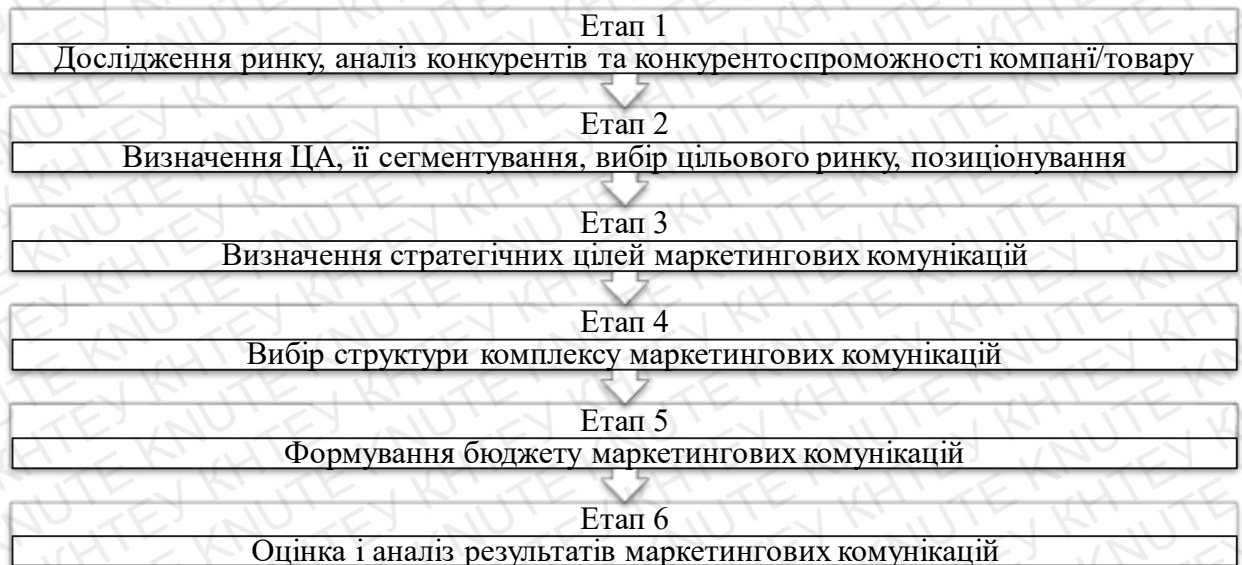 Етап 1
Дослідження ринку, аналіз конкурентів та конкурентоспроможності компанї/товару
Етап 2
Визначення ЦА, її сегментування, вибір цільового ринку, позиціонування
Етап 3
Визначення стратегічних цілей маркетингових комунікацій
Етап 4
Вибір структури комплексу маркетингових комунікацій
Етап 5
Формування бюджету маркетингових комунікацій
Етап 6
Оцінка і аналіз результатів маркетингових комунікацій